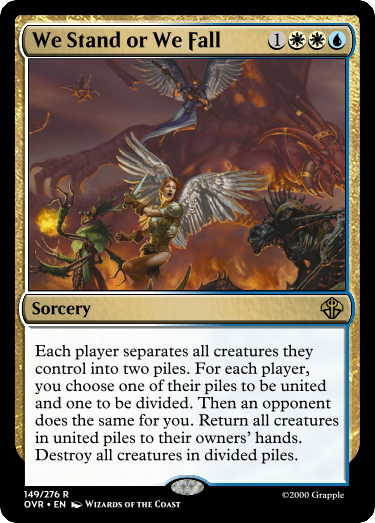 We Stand or We Fall 1
Sorcery
Each player separates all creatures they
control into two piles. For each player,
you choose one of their piles to be united
and one to be divided. Then an opponent
does the same for you. Return all creatures
in united piles to their owners' hands.
Destroy all creatures in divided piles.
149/276 R
OVR • EN Wizards of the Coast
©2000 Grapple